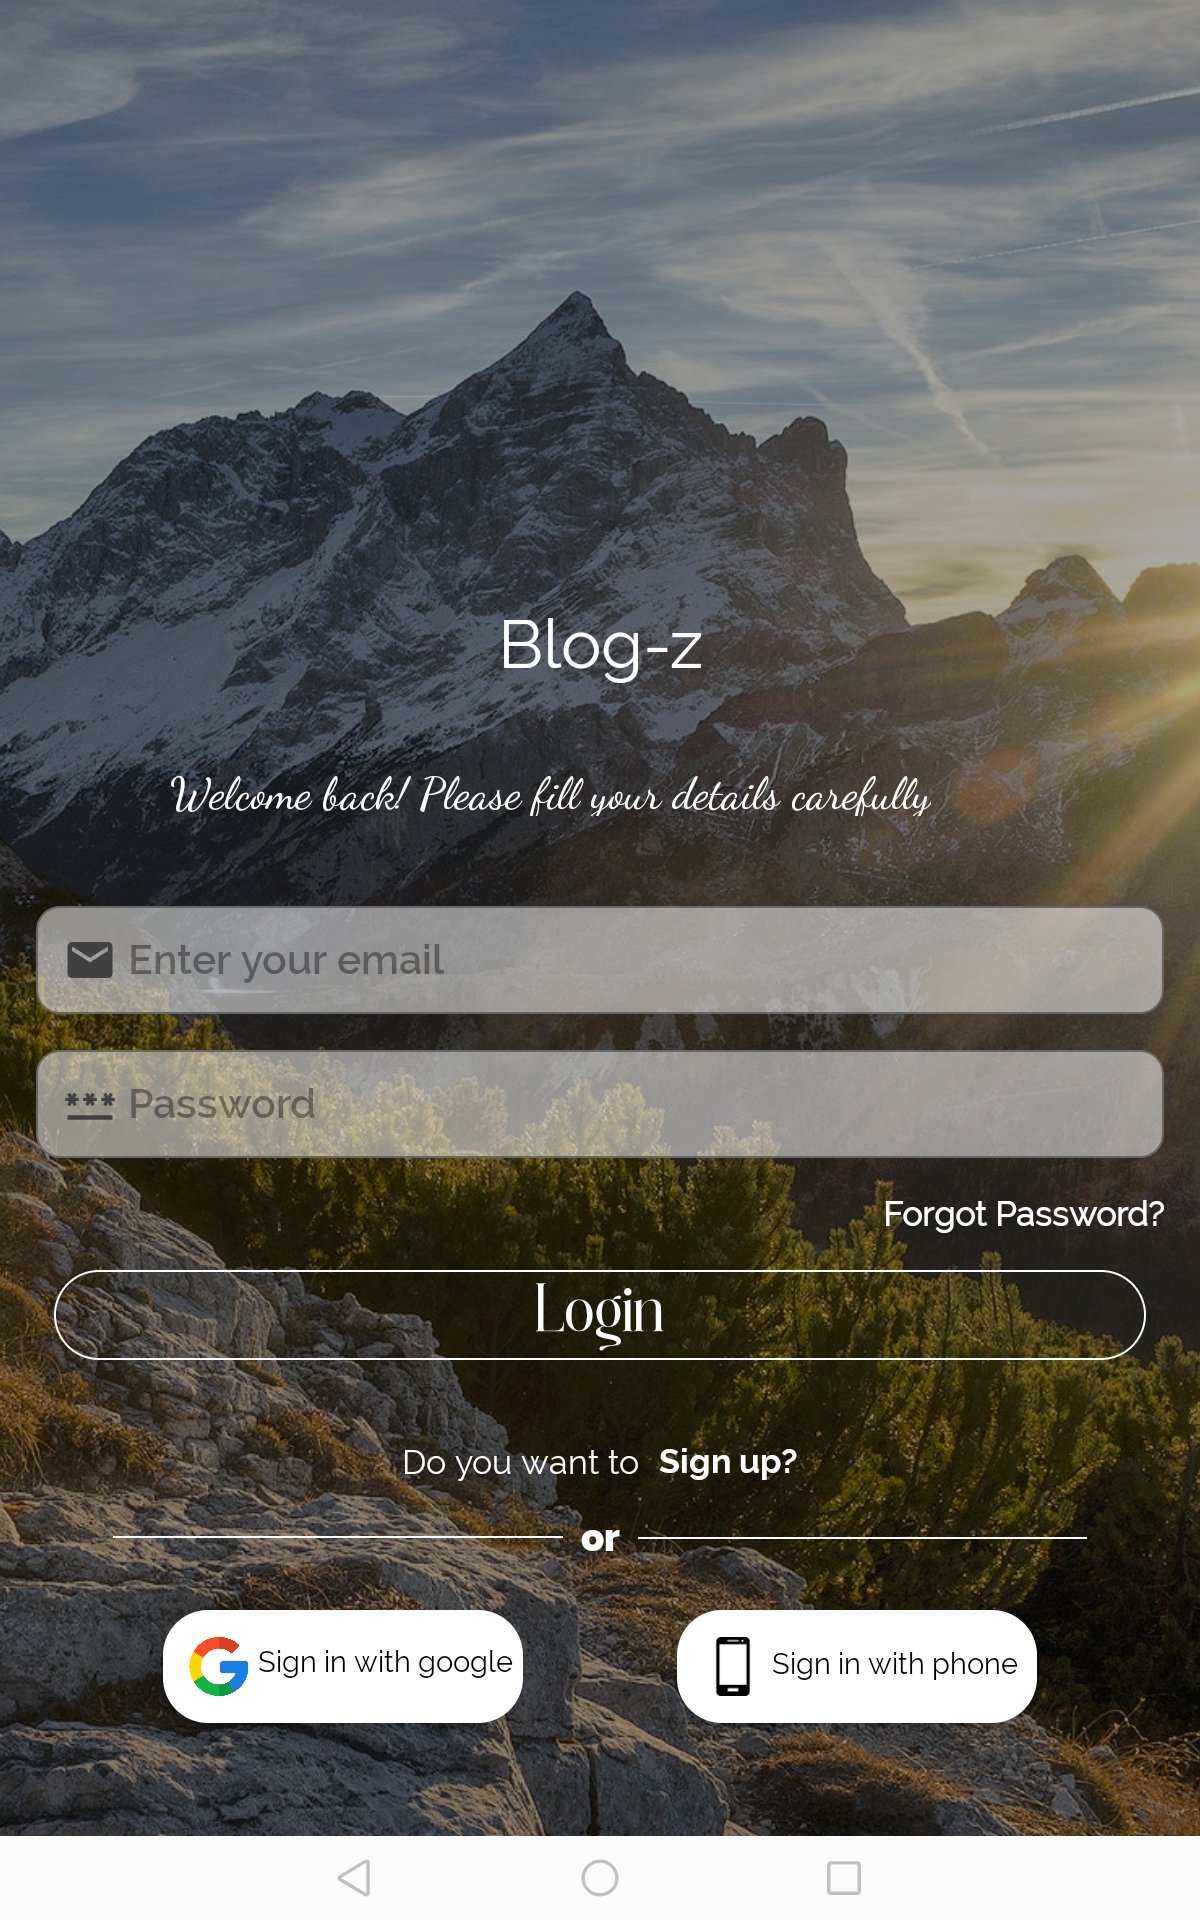 Blog-z
Welcome back! Please fill your details carefully
Enter your email
Password
Forgot Password?
Login
Do you want to Sign up?
or
Sign in with google
Sign in with phone